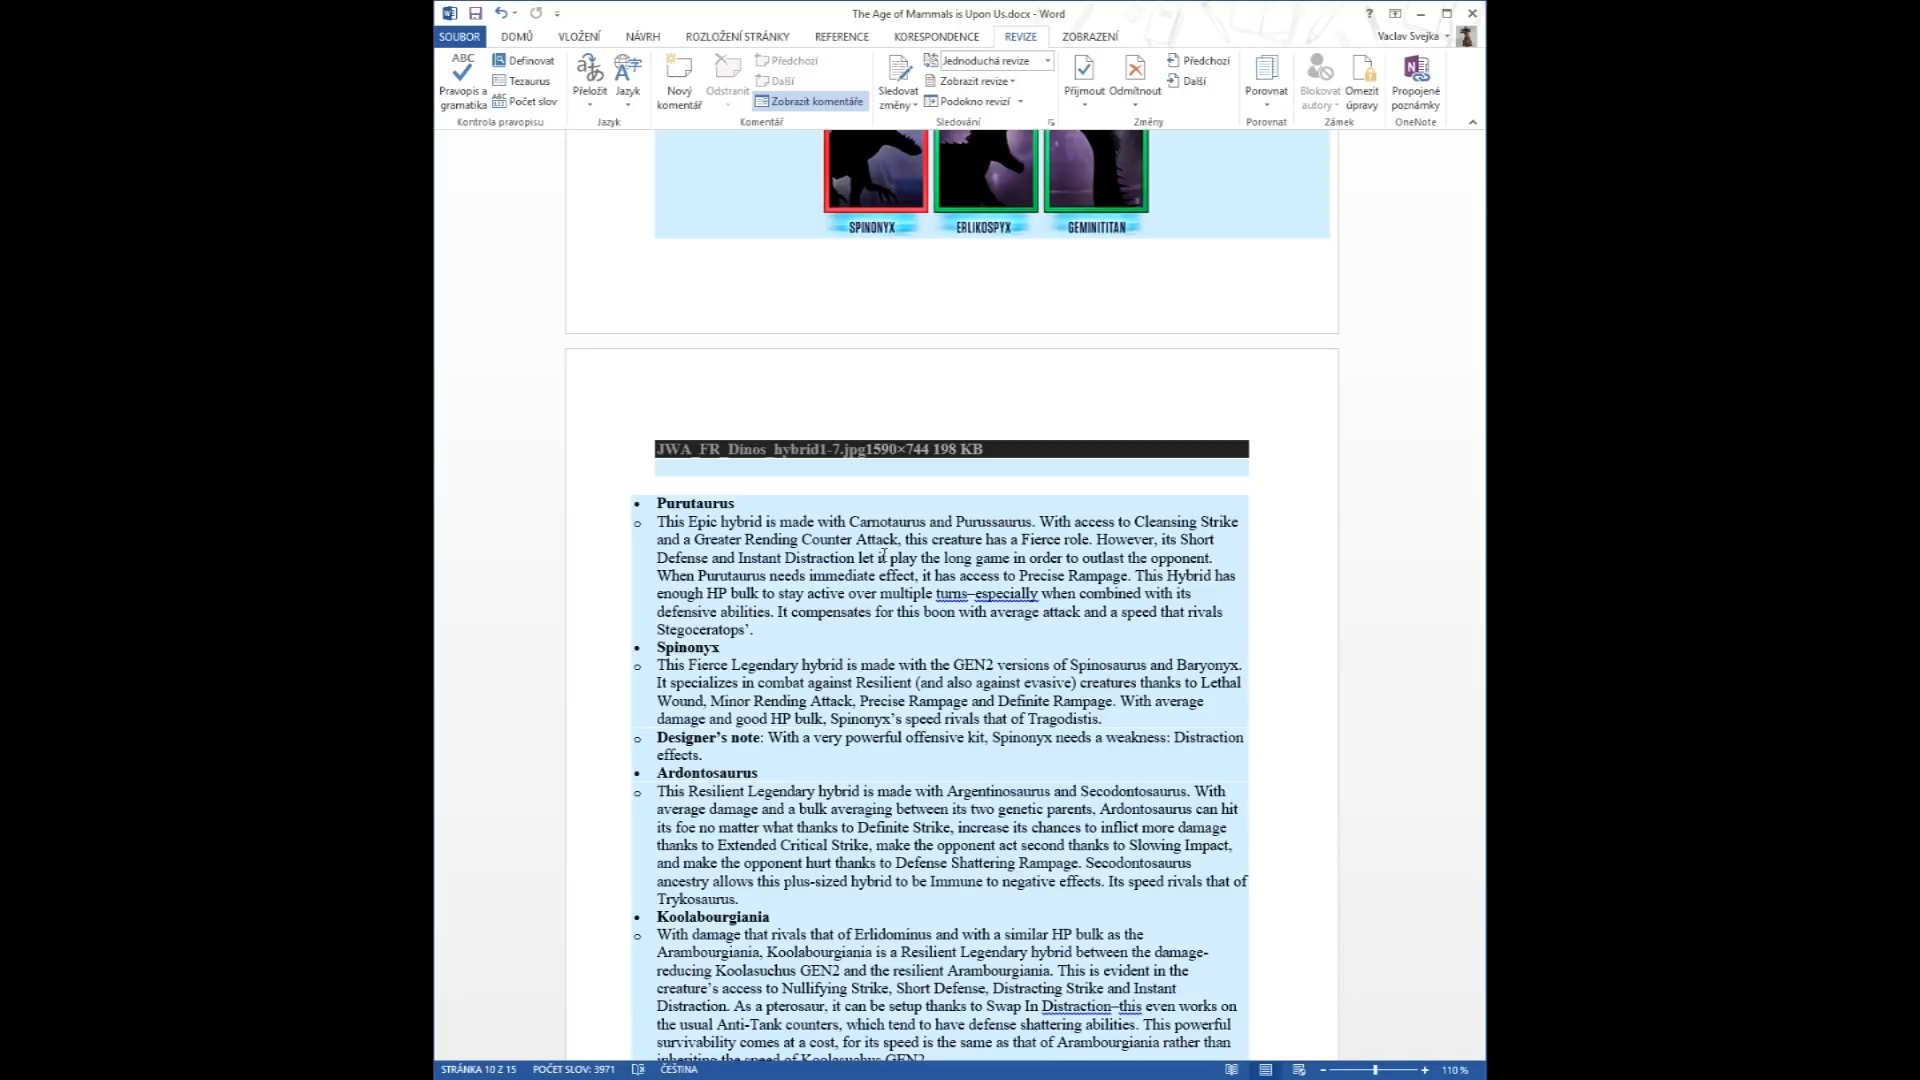 The Age of Mammals is Upon Us.docx - Word
?
SOUBOR DOMŮ VLOŽENÍ NÁVRH ROZLOŽENÍ STRÁNKY REFERENCE KORESPONDENCE REVIZE ZOBRAZENÍ Vaclav Svejka
ABC
Pravopis a gramatika
Definovat
Tezaurus
ABC Počet slov
Kontrola pravopisu
Přeložit
Jazyk
Jazyk
Nový komentář
Odstranit
Předchozí
Další
Zobrazit komentáře
Komentář
Sledovat změny
Jednoduchá revize
Zobrazit revize
Podokno revizí
Sledování
Přijmout
Odmítnout
Předchozí
Další
Změny
Porovnat
Porovnat
Blokovat autory
Omezit úpravy
Zámek
Propojené poznámky
OneNote
SPINONYX ERLIKOSPYX GEMINITITAN
JWA_FR_Dinos_hybrid1-7.jpg1590×744 198 KB
• Purutaurus
o This Epic hybrid is made with Carnotaurus and Purussaurus. With access to Cleansing Strike
and a Greater Rending Counter Attack, this creature has a Fierce role. However, its Short
Defense and Instant Distraction let it play the long game in order to outlast the opponent.
When Purutaurus needs immediate effect, it has access to Precise Rampage. This Hybrid has
enough HP bulk to stay active over multiple turns–especially when combined with its
defensive abilities. It compensates for this boon with average attack and a speed that rivals
Stegoceratops’.
• Spinonyx
o This Fierce Legendary hybrid is made with the GEN2 versions of Spinosaurus and Baryonyx.
It specializes in combat against Resilient (and also against evasive) creatures thanks to Lethal
Wound, Minor Rending Attack, Precise Rampage and Definite Rampage. With average
damage and good HP bulk, Spinonyx’s speed rivals that of Tragodistis.
o Designer’s note: With a very powerful offensive kit, Spinonyx needs a weakness: Distraction
effects.
• Ardontosaurus
o This Resilient Legendary hybrid is made with Argentinosaurus and Secodontosaurus. With
average damage and a bulk averaging between its two genetic parents, Ardontosaurus can hit
its foe no matter what thanks to Definite Strike, increase its chances to inflict more damage
thanks to Extended Critical Strike, make the opponent act second thanks to Slowing Impact,
and make the opponent hurt thanks to Defense Shattering Rampage. Secodontosaurus
ancestry allows this plus-sized hybrid to be Immune to negative effects. Its speed rivals that of
Trykosaurus.
• Koolabourgiania
o With damage that rivals that of Erlidominus and with a similar HP bulk as the
Arambourgiania, Koolabourgiania is a Resilient Legendary hybrid between the damage-
reducing Koolasuchus GEN2 and the resilient Arambourgiania. This is evident in the
creature’s access to Nullifying Strike, Short Defense, Distracting Strike and Instant
Distraction. As a pterosaur, it can be setup thanks to Swap In Distraction–this even works on
the usual Anti-Tank counters, which tend to have defense shattering abilities. This powerful
survivability comes at a cost, for its speed is the same as that of Arambourgiania rather than
inheriting the speed of Koolasuchus GEN2.
STRÁNKA 10 Z 15 POČET SLOV: 3971 ČEŠTINA 110 %